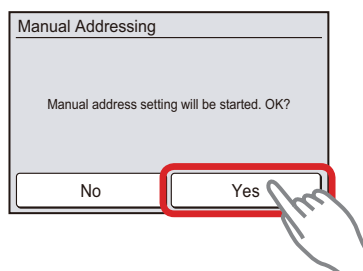 Manual Addressing
Manual address setting will be started. OK?
No
Yes